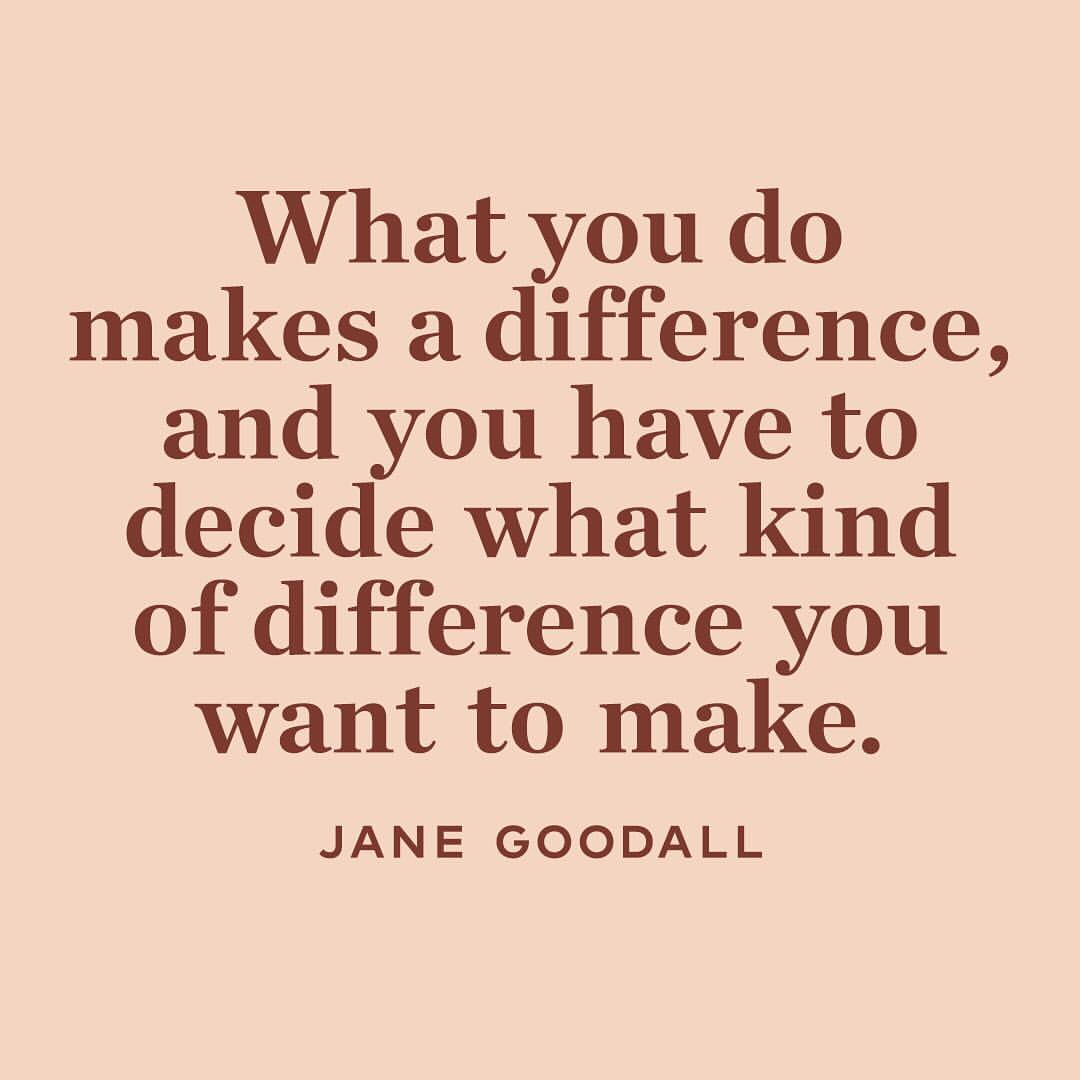 What you do
makes a difference,
and you have to
decide what kind
of difference you
want to make.
JANE GOODALL